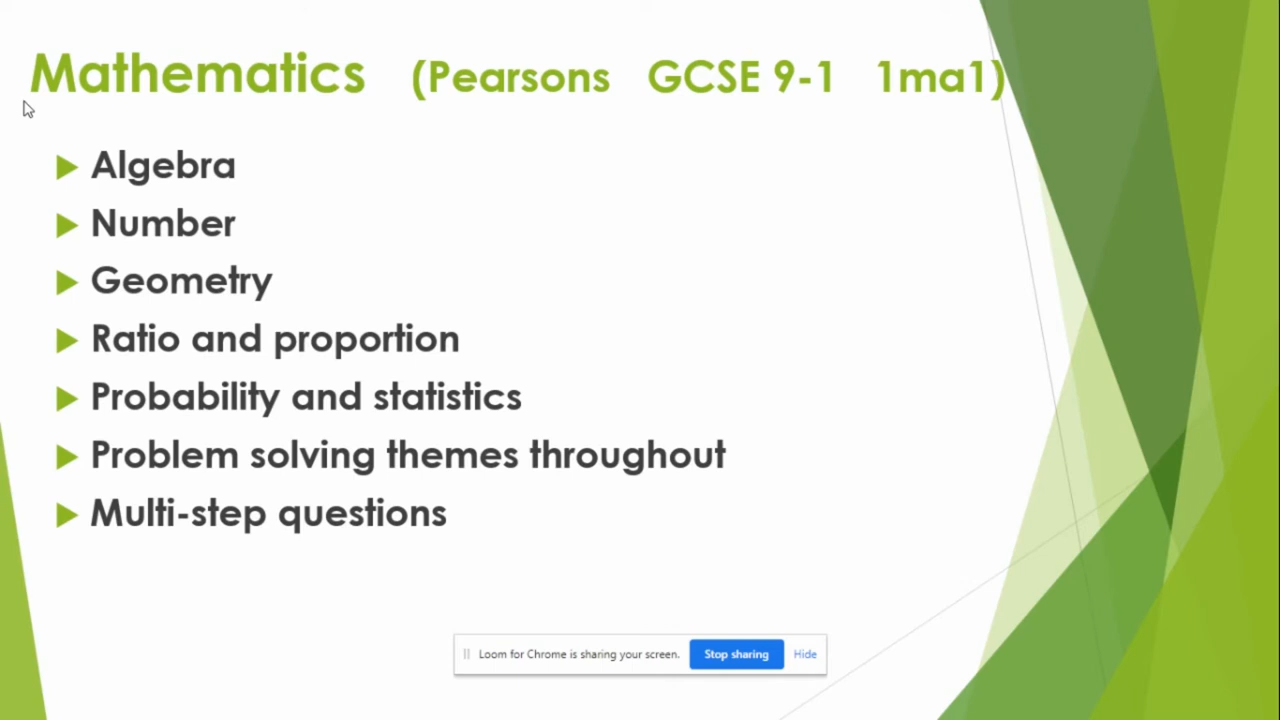 Mathematics (Pearsons GCSE 9-1 1ma1)
Algebra
Number
Geometry
Ratio and proportion
Probability and statistics
Problem solving themes throughout
Multi-step questions
Loom for Chrome is sharing your screen. Stop sharing Hide